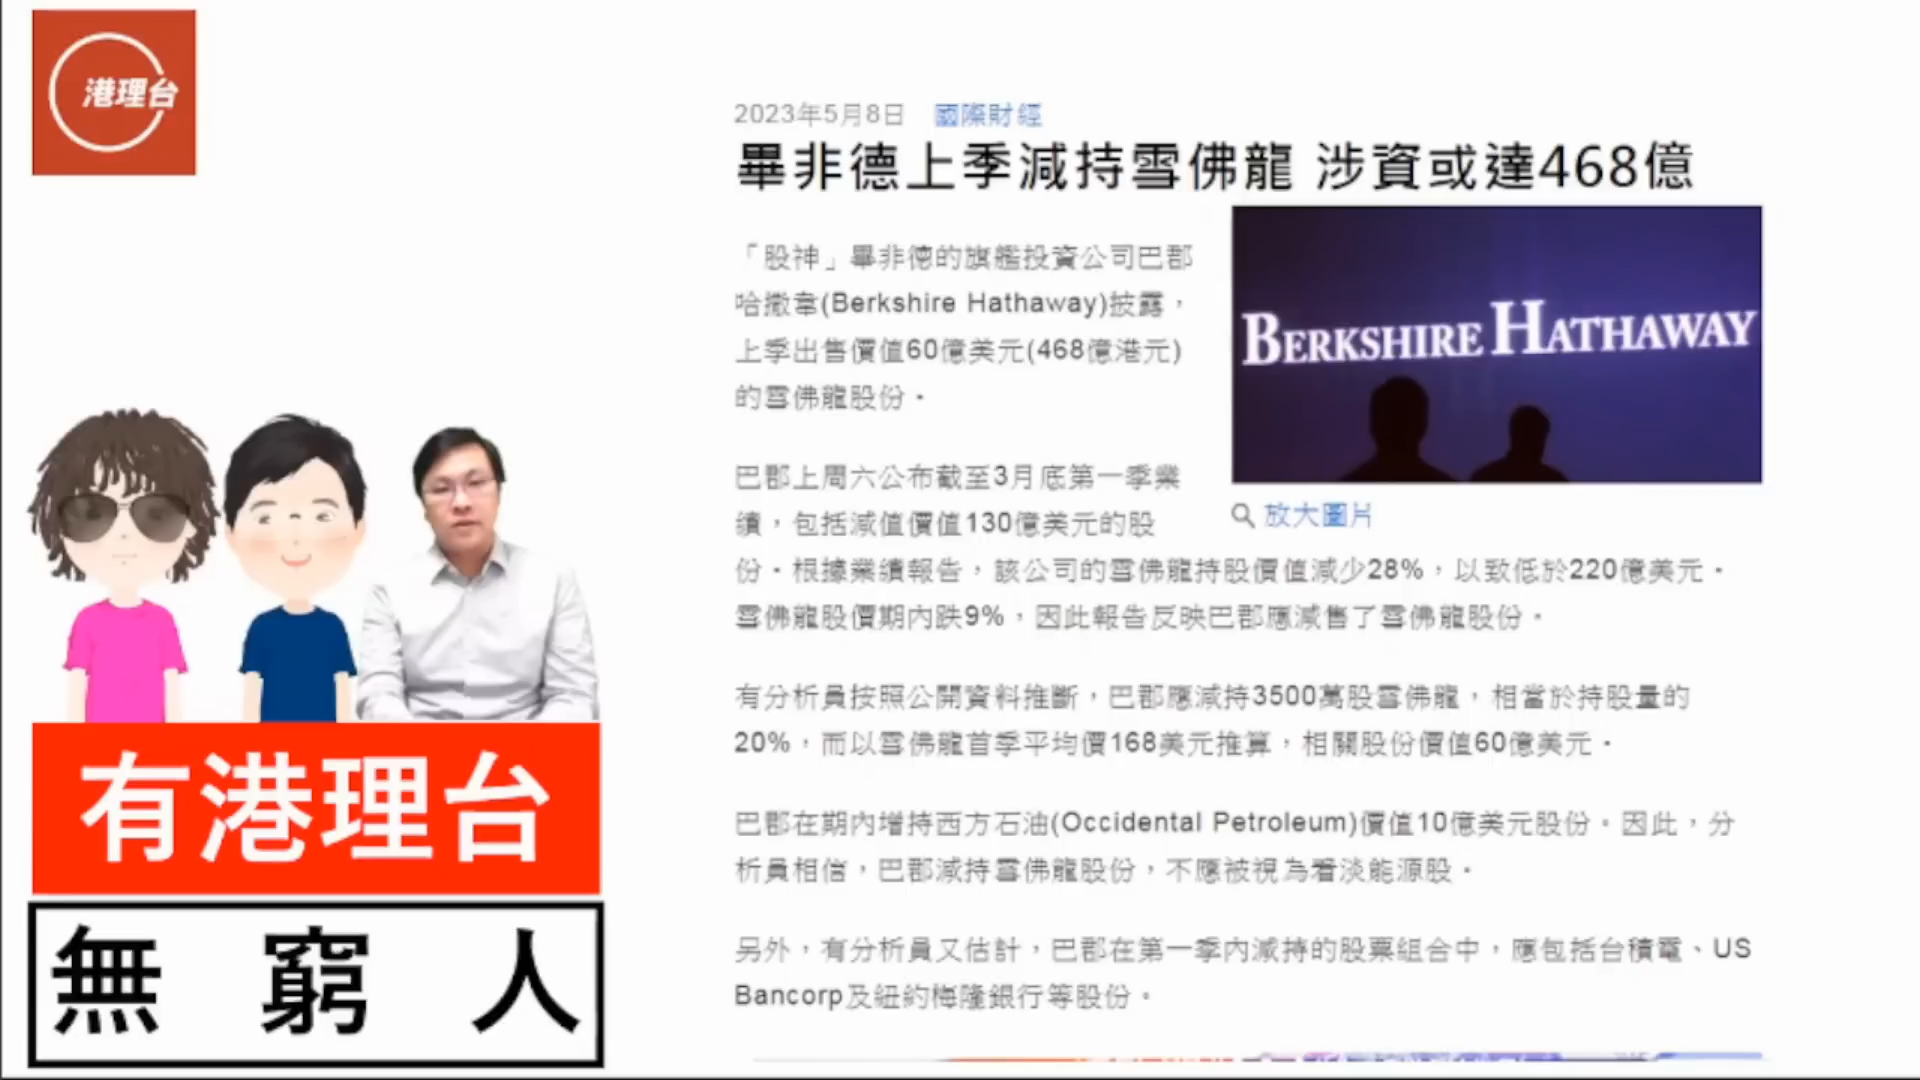 港理台
2023年5月8日 國際財經
畢非德上季減持雪佛龍 涉資或達468億
「股神」畢非德的旗艦投資公司巴郡
哈撒韋(Berkshire Hathaway)披露，
上季出售價值60億美元(468億港元)
的雪佛龍股份。
BERKSHIRE HATHAWAY
放大圖片
巴郡上周六公布截至3月底第一季業
績，包括減值價值130億美元的股
份。根據業績報告，該公司的雪佛龍持股價值減少28%，以致低於220億美元。
雪佛龍股價期內跌9%，因此報告反映巴郡應減售了雪佛龍股份。
有分析員按照公開資料推斷，巴郡應減持3500萬股雪佛龍，相當於持股量的
20%，而以雪佛龍首季平均價168美元推算，相關股份價值60億美元。
巴郡在期內增持西方石油(Occidental Petroleum)價值10億美元股份。因此，分
析員相信，巴郡減持雪佛龍股份，不應被視為看淡能源股。
另外，有分析員又估計，巴郡在第一季內減持的股票組合中，應包括台積電、US
Bancorp及紐約梅隆銀行等股份。
有港理台
無窮人